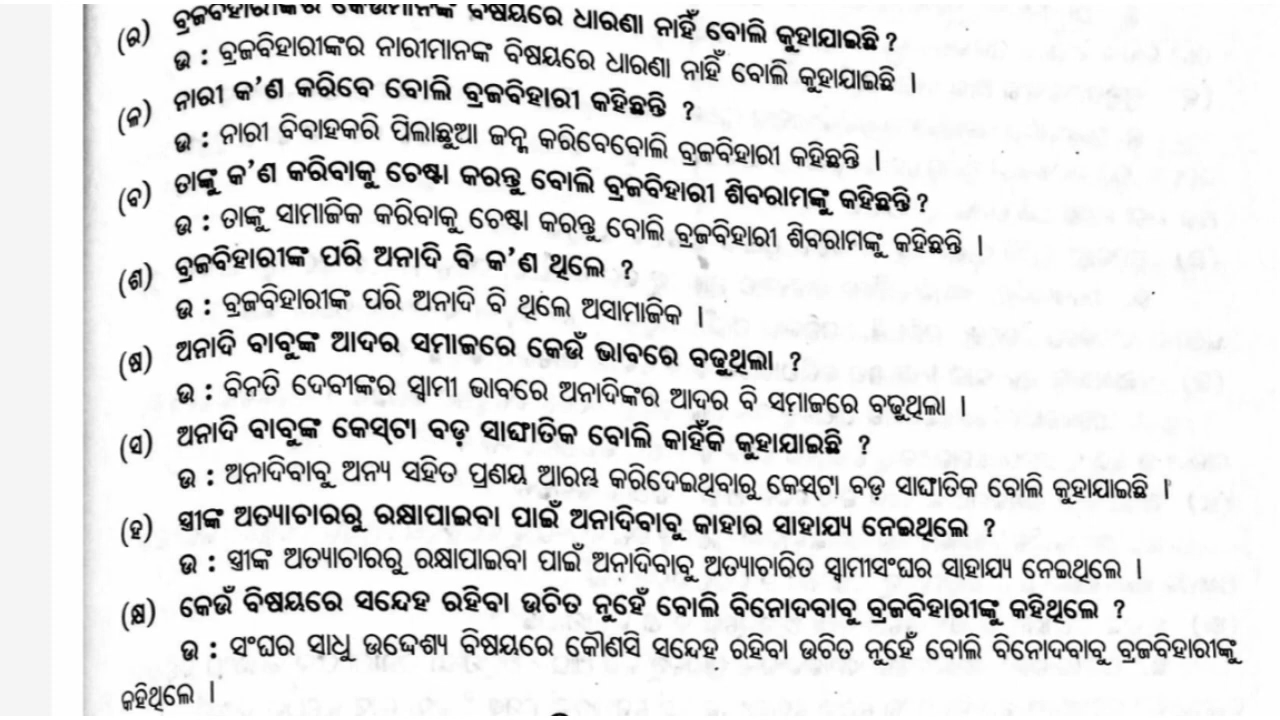 (ର) ବ୍ରଜବିହାରୀଙ୍କର କେଉଁମାନଙ୍କ ବିଷୟରେ ଧାରଣା ନାହିଁ ବୋଲି କୁହାଯାଇଛି ?
ଉ : ବ୍ରଜବିହାରୀଙ୍କର ନାରୀମାନଙ୍କ ବିଷୟରେ ଧାରଣା ନାହିଁ ବୋଲି କୁହାଯାଇଛି ।
(ଳ) ନାରୀ କ'ଣ କରିବେ ବୋଲି ବ୍ରଜବିହାରୀ କହିଛନ୍ତି ?
ଉ : ନାରୀ ବିବାହକରି ପିଲାଛୁଆ ଜନ୍ମ କରିବେବୋଲି ବ୍ରଜବିହାରୀ କହିଛନ୍ତି ।
(ବ) ତାଙ୍କୁ କ'ଣ କରିବାକୁ ଚେଷ୍ଟା କରନ୍ତୁ ବୋଲି ବ୍ରଜବିହାରୀ ଶିବରାମଙ୍କୁ କହିଛନ୍ତି ?
ଉ : ତାଙ୍କୁ ସାମାଜିକ କରିବାକୁ ଚେଷ୍ଟା କରନ୍ତୁ ବୋଲି ବ୍ରଜବିହାରୀ ଶିବରାମଙ୍କୁ କହିଛନ୍ତି ।
(ଶ) ବ୍ରଜବିହାରୀଙ୍କ ପରି ଅନାଦି ବି କ'ଣ ଥିଲେ ?
ଉ : ବ୍ରଜବିହାରୀଙ୍କ ପରି ଅନାଦି ବି ଥିଲେ ଅସାମାଜିକ ।
(ଷ) ଅନାଦି ବାବୁଙ୍କ ଆଦର ସମାଜରେ କେଉଁ ଭାବରେ ବଢୁଥିଲା ?
ଉ : ବିନତି ଦେବୀଙ୍କର ସ୍ୱାମୀ ଭାବରେ ଅନାଦିଙ୍କର ଆଦର ବି ସମାଜରେ ବଢୁଥିଲା ।
(ସ) ଅନାଦି ବାବୁଙ୍କ କେସ୍‌ଟା ବଡ଼ ସାଙ୍ଘାତିକ ବୋଲି କାହିଁକି କୁହାଯାଇଛି ?
ଉ : ଅନାଦିବାବୁ ଅନ୍ୟ ସହିତ ପ୍ରଣୟ ଆରମ୍ଭ କରିଦେଇଥିବାରୁ କେସ୍‌ଟା ବଡ଼ ସାଙ୍ଘାତିକ ବୋଲି କୁହାଯାଇଛି ।
(ହ) ସ୍ତ୍ରୀଙ୍କ ଅତ୍ୟାଚାରରୁ ରକ୍ଷାପାଇବା ପାଇଁ ଅନାଦିବାବୁ କାହାର ସାହାଯ୍ୟ ନେଇଥିଲେ ?
ଉ : ସ୍ତ୍ରୀଙ୍କ ଅତ୍ୟାଚାରରୁ ରକ୍ଷାପାଇବା ପାଇଁ ଅନାଦିବାବୁ ଅତ୍ୟାଚାରିତ ସ୍ୱାମୀସଂଘର ସାହାଯ୍ୟ ନେଇଥିଲେ ।
(କ୍ଷ) କେଉଁ ବିଷୟରେ ସନ୍ଦେହ ରହିବା ଉଚିତ ନୁହେଁ ବୋଲି ବିନୋଦବାବୁ ବ୍ରଜବିହାରୀଙ୍କୁ କହିଥିଲେ ?
ଉ : ସଂଘର ସାଧୁ ଉଦ୍ଦେଶ୍ୟ ବିଷୟରେ କୌଣସି ସନ୍ଦେହ ରହିବା ଉଚିତ ନୁହେଁ ବୋଲି ବିନୋଦବାବୁ ବ୍ରଜବିହାରୀଙ୍କୁ
କହିଥିଲେ ।